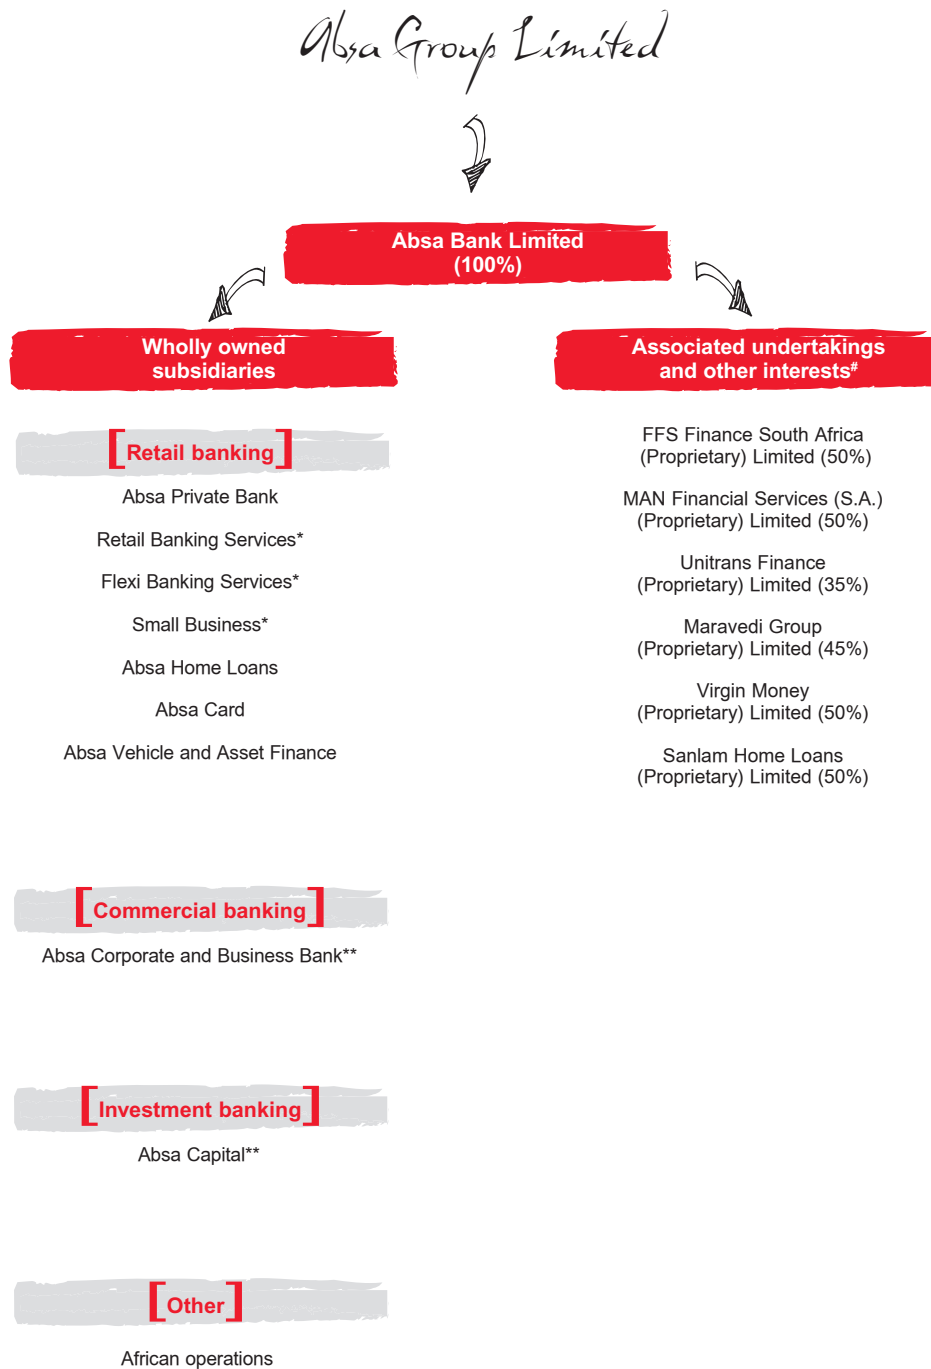 Absa Group Limited
Absa Bank Limited
(100%)
Wholly owned
subsidiaries
[Retail banking]
Absa Private Bank
Retail Banking Services*
Flexi Banking Services*
Small Business*
Absa Home Loans
Absa Card
Absa Vehicle and Asset Finance
[Commercial banking]
Absa Corporate and Business Bank**
[Investment banking]
Absa Capital**
[Other]
African operations
Associated undertakings
and other interests#
FFS Finance South Africa
(Proprietary) Limited (50%)
MAN Financial Services (S.A.)
(Proprietary) Limited (50%)
Unitrans Finance
(Proprietary) Limited (35%)
Maravedi Group
(Proprietary) Limited (45%)
Virgin Money
(Proprietary) Limited (50%)
Sanlam Home Loans
(Proprietary) Limited (50%)